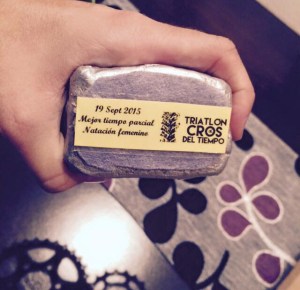 19 Sept 2015
Mejor tiempo parcial
Natación femenino
TRIATLON
CROS
DEL TIEMPO